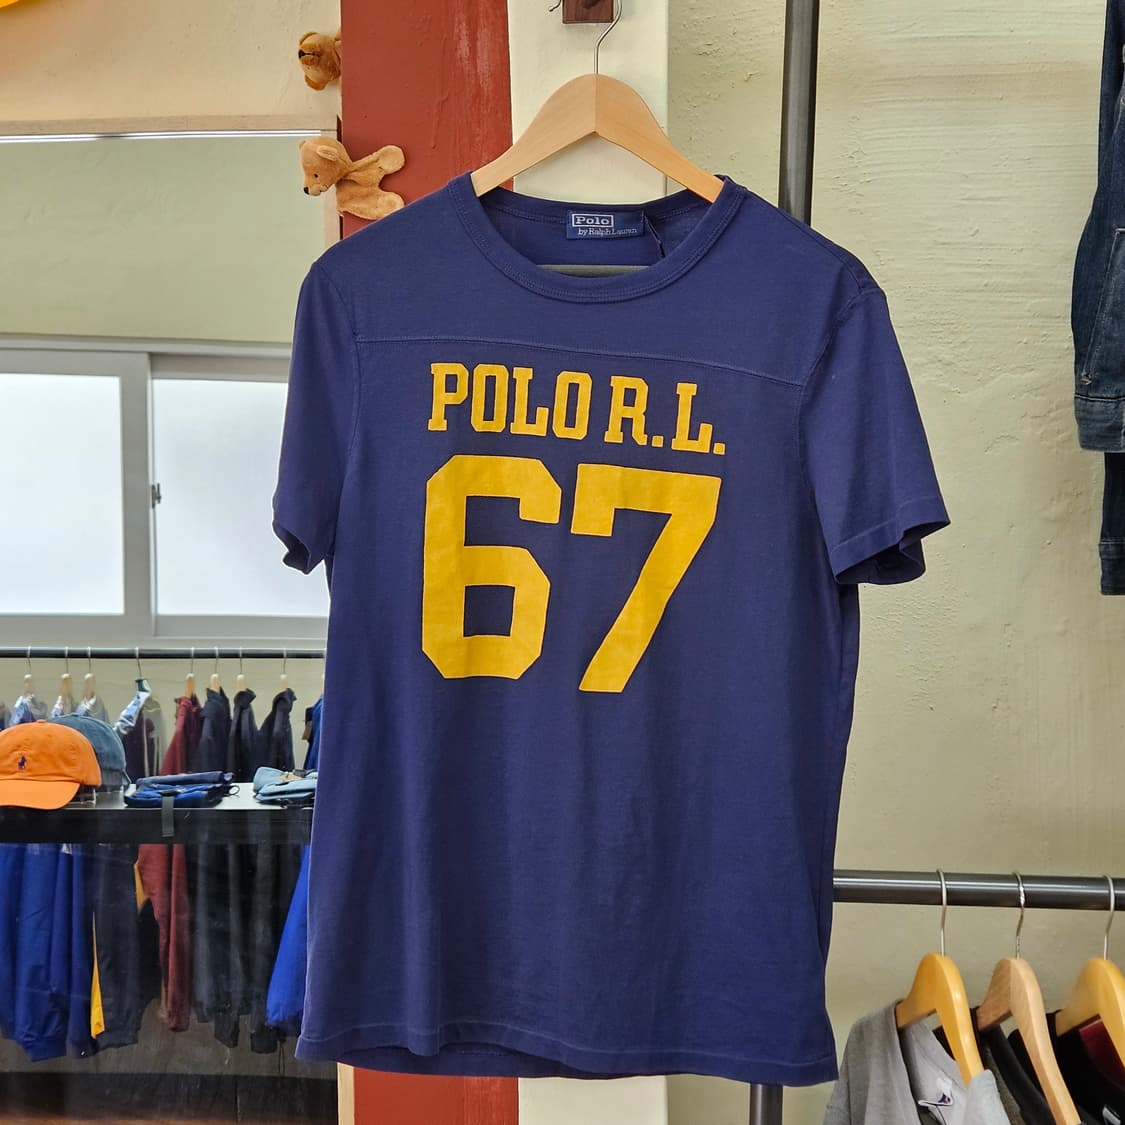 Polo
by Ralph Lauren
POLO R.L.
67